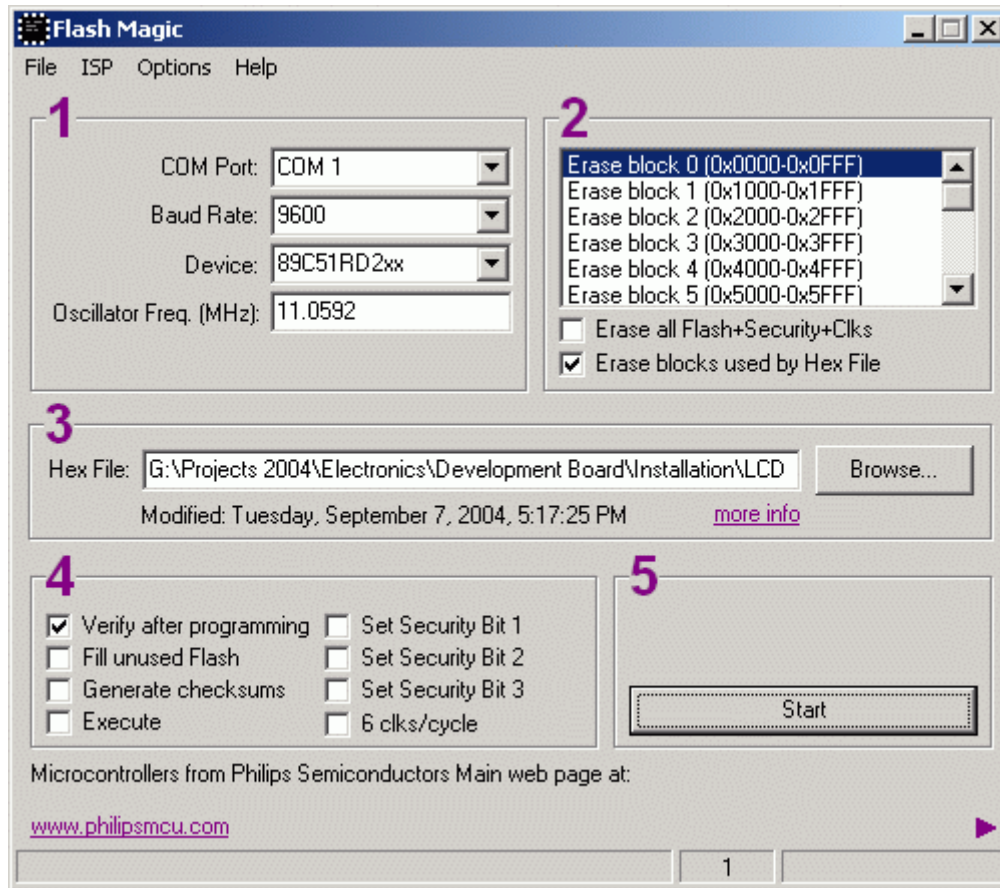 Flash Magic
File ISP Options Help
1
COM Port: COM 1
Baud Rate: 9600
Device: 89C51RD2xx
Oscillator Freq. (MHz): 11.0592
2
Erase block 0 (0x0000-0x0FFF)
Erase block 1 (0x1000-0x1FFF)
Erase block 2 (0x2000-0x2FFF)
Erase block 3 (0x3000-0x3FFF)
Erase block 4 (0x4000-0x4FFF)
Erase block 5 (0x5000-0x5FFF)
Erase all Flash+Security+Clks
Erase blocks used by Hex File
3
Hex File: G:\Projects 2004\Electronics\Development Board\Installation\LCD Browse...
Modified: Tuesday, September 7, 2004, 5:17:25 PM more info
4
Verify after programming Set Security Bit 1
Fill unused Flash Set Security Bit 2
Generate checksums Set Security Bit 3
Execute 6 clks/cycle
5
Start
Microcontrollers from Philips Semiconductors Main web page at:
www.philipsmcu.com
1